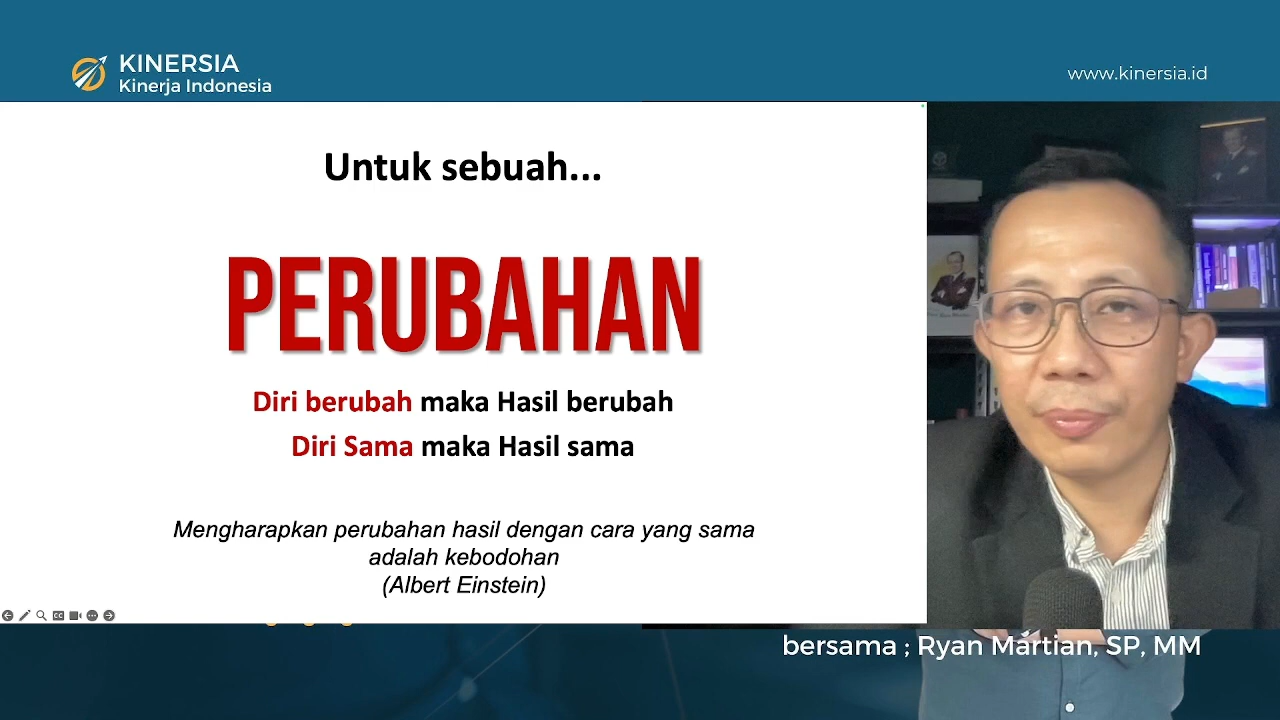 KINERSIA
Kinerja Indonesia
www.kinersia.id
Untuk sebuah...
PERUBAHAN
Diri berubah maka Hasil berubah
Diri Sama maka Hasil sama
Mengharapkan perubahan hasil dengan cara yang sama
adalah kebodohan
(Albert Einstein)
bersama ; Ryan Martian, SP, MM